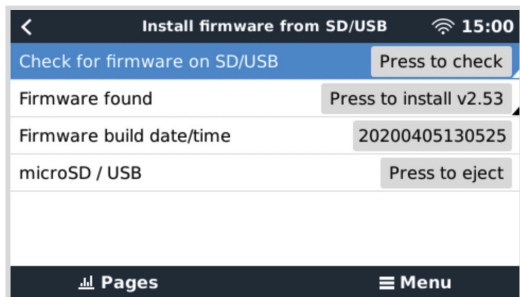 Install firmware from SD/USB 15:00
Check for firmware on SD/USB Press to check
Firmware found Press to install v2.53
Firmware build date/time 20200405130525
microSD / USB Press to eject
Pages Menu